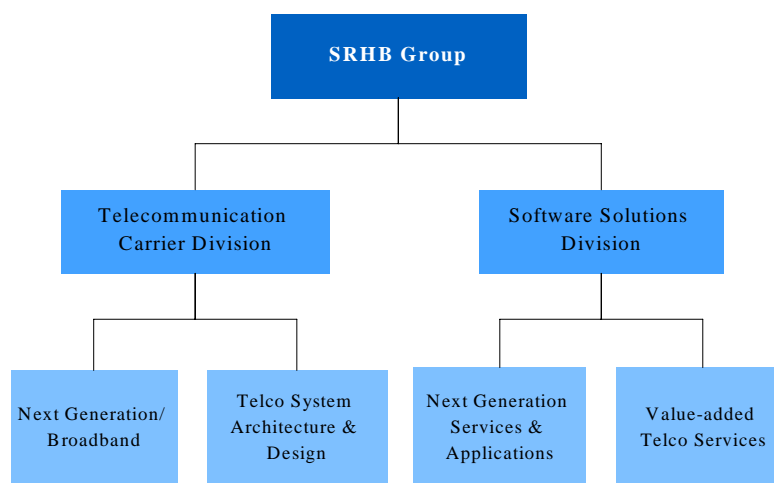 SRHB Group
Telecommunication
Carrier Division
Software Solutions
Division
Next Generation/
Broadband
Telco System
Architecture &
Design
Next Generation
Services &
Applications
Value-added
Telco Services